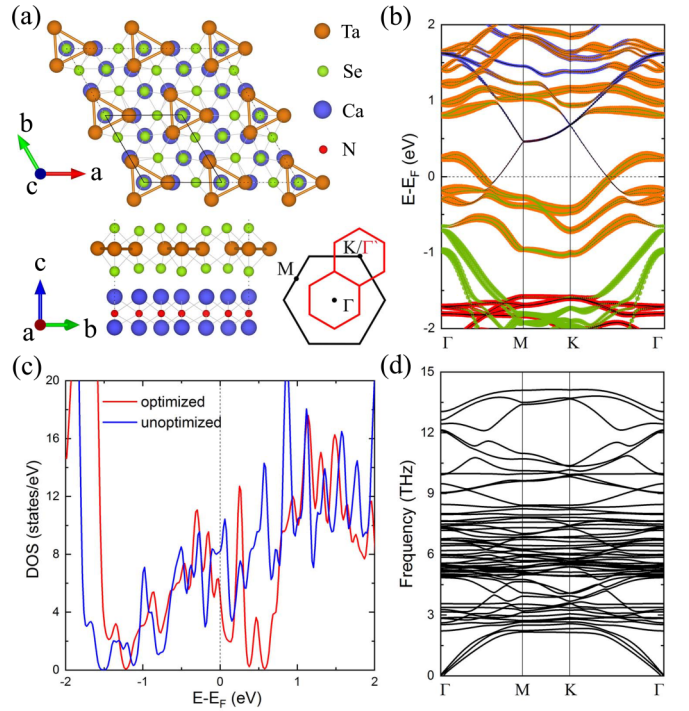 (a)
Ta
Se
Ca
N
b
c
a
c
a
b
M
K/Γ`
Γ
(b)
E-E_F (eV)
2
1
0
-1
-2
Γ
M
K
Γ
(c)
DOS (states/eV)
20
16
12
8
4
0
optimized
unoptimized
-2
-1
0
1
2
E-E_F (eV)
(d)
Frequency (THz)
15
12
9
6
3
0
Γ
M
K
Γ